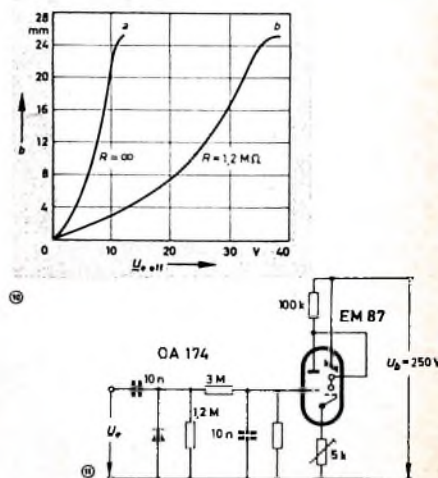 28
mm
24
20
16
12
8
4
0
a
b
R = ∞
R = 1,2 MΩ
b
10
20
30
V
40
U_e eff
⑩
100 k
EM 87
OA 174
10 n
3 M
1,2 M
10 n
k
U_b = 250 V
U_e
5 k
⑪